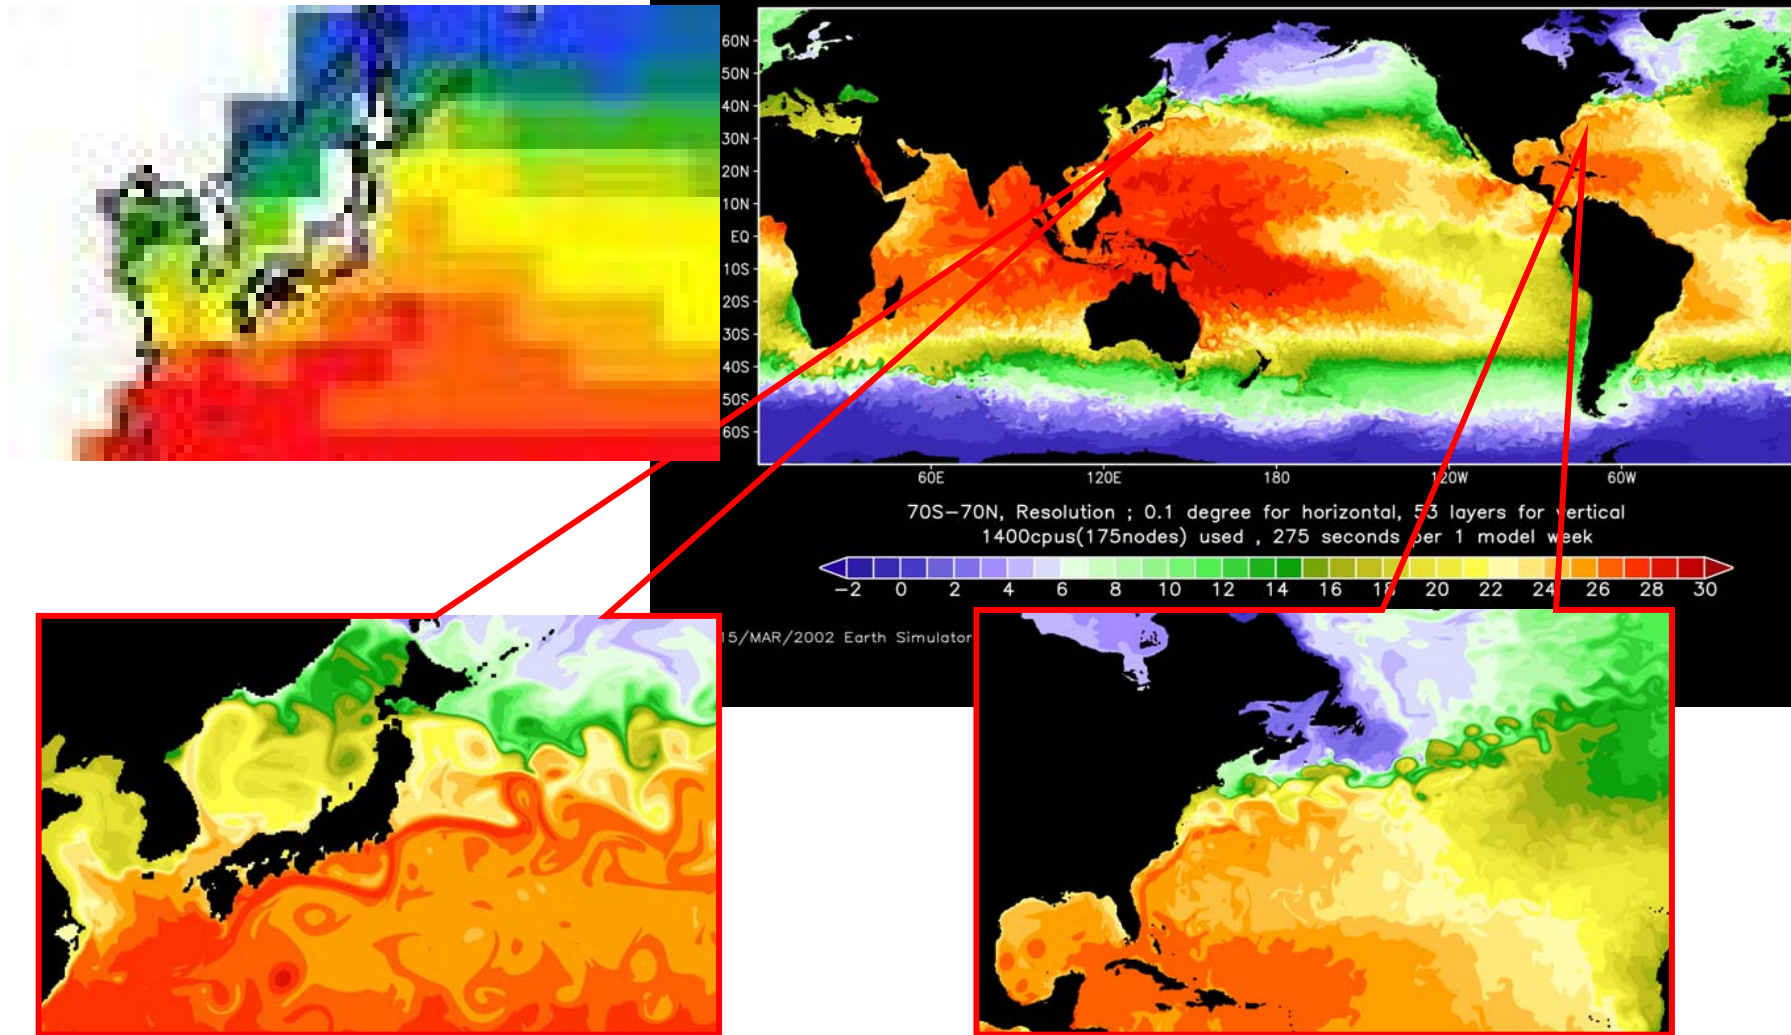 60N
50N
40N
30N
20N
10N
EQ
10S
20S
30S
40S
50S
60S
60E 120E 180 120W 60W
70S-70N, Resolution ; 0.1 degree for horizontal, 53 layers for vertical
1400cpus(175nodes) used , 275 seconds per 1 model week
-2 0 2 4 6 8 10 12 14 16 18 20 22 24 26 28 30
15/MAR/2002 Earth Simulator